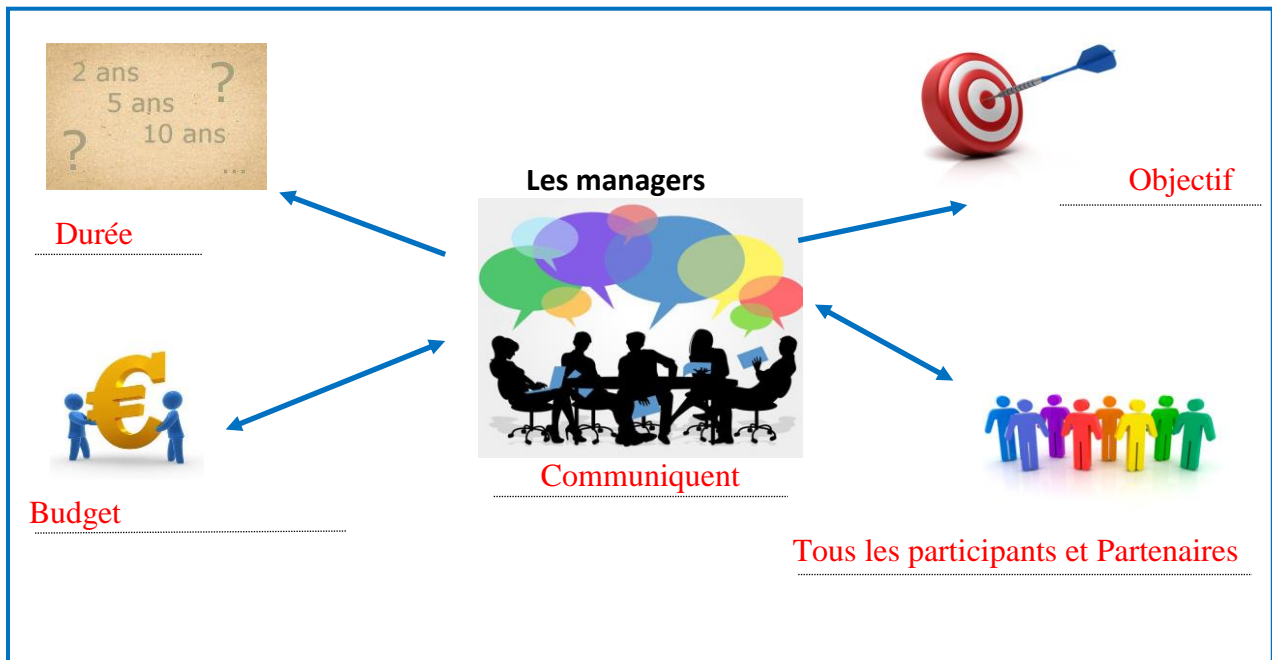 2 ans
?
5 ans
?
10 ans
...
Objectif
Les managers
Durée
€
Communiquent
Budget
Tous les participants et Partenaires